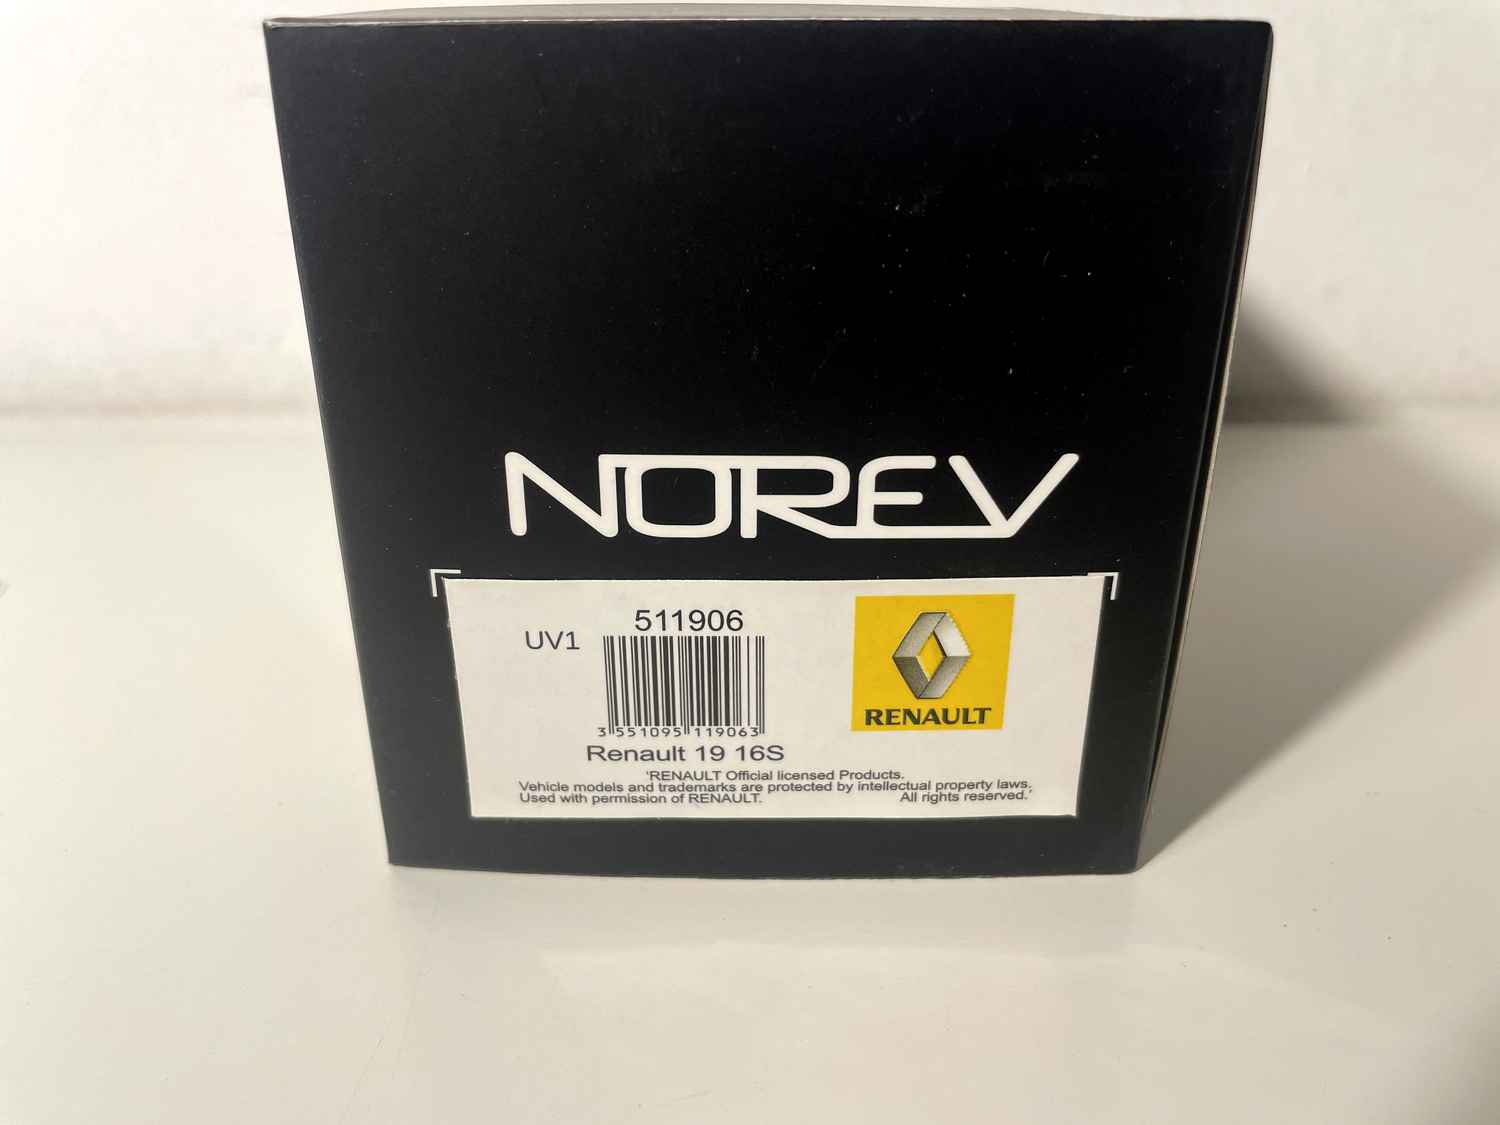 NOREV
511906
UV1
3 551095 119063
RENAULT
Renault 19 16S
'RENAULT Official licensed Products.
Vehicle models and trademarks are protected by intellectual property laws.
Used with permission of RENAULT. All rights reserved.'